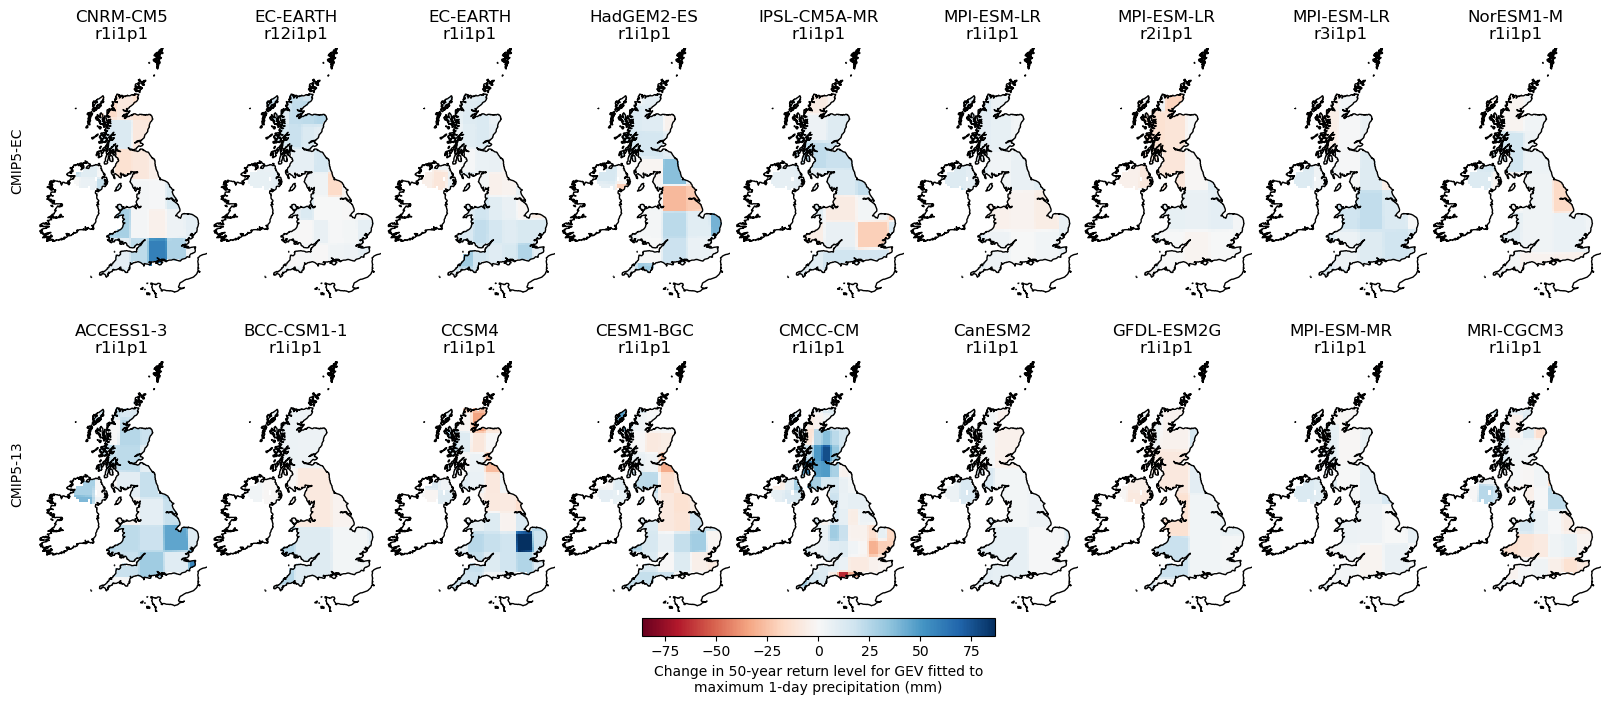 CNRM-CM5 EC-EARTH EC-EARTH HadGEM2-ES IPSL-CM5A-MR MPI-ESM-LR MPI-ESM-LR MPI-ESM-LR NorESM1-M
r1i1p1 r12i1p1 r1i1p1 r1i1p1 r1i1p1 r1i1p1 r2i1p1 r3i1p1 r1i1p1
CMIP5-EC
ACCESS1-3 BCC-CSM1-1 CCSM4 CESM1-BGC CMCC-CM CanESM2 GFDL-ESM2G MPI-ESM-MR MRI-CGCM3
r1i1p1 r1i1p1 r1i1p1 r1i1p1 r1i1p1 r1i1p1 r1i1p1 r1i1p1 r1i1p1
CMIP5-13
−75 −50 −25 0 25 50 75
Change in 50-year return level for GEV fitted to
maximum 1-day precipitation (mm)